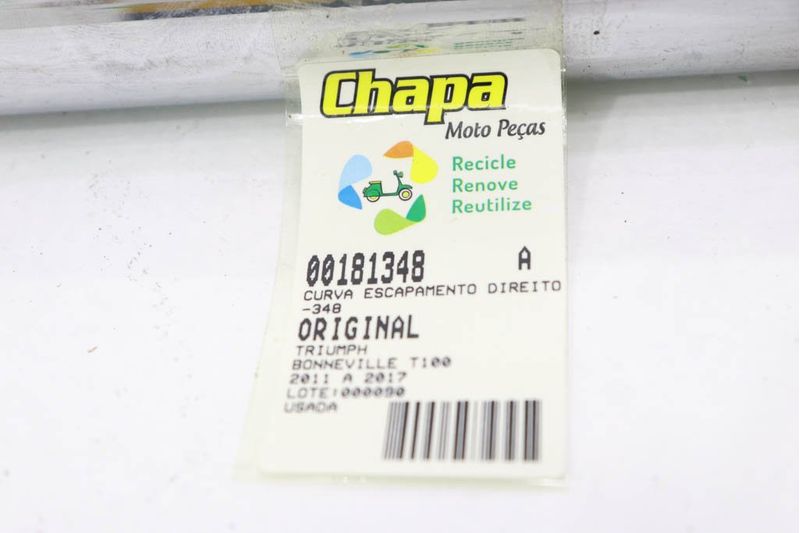 Chapa
Moto Peças
Recicle
Renove
Reutilize
00181348 A
CURVA ESCAPAMENTO DIREITO
-348
ORIGINAL
TRIUMPH
BONNEVILLE T100
2011 A 2017
LOTE:000090
USADA